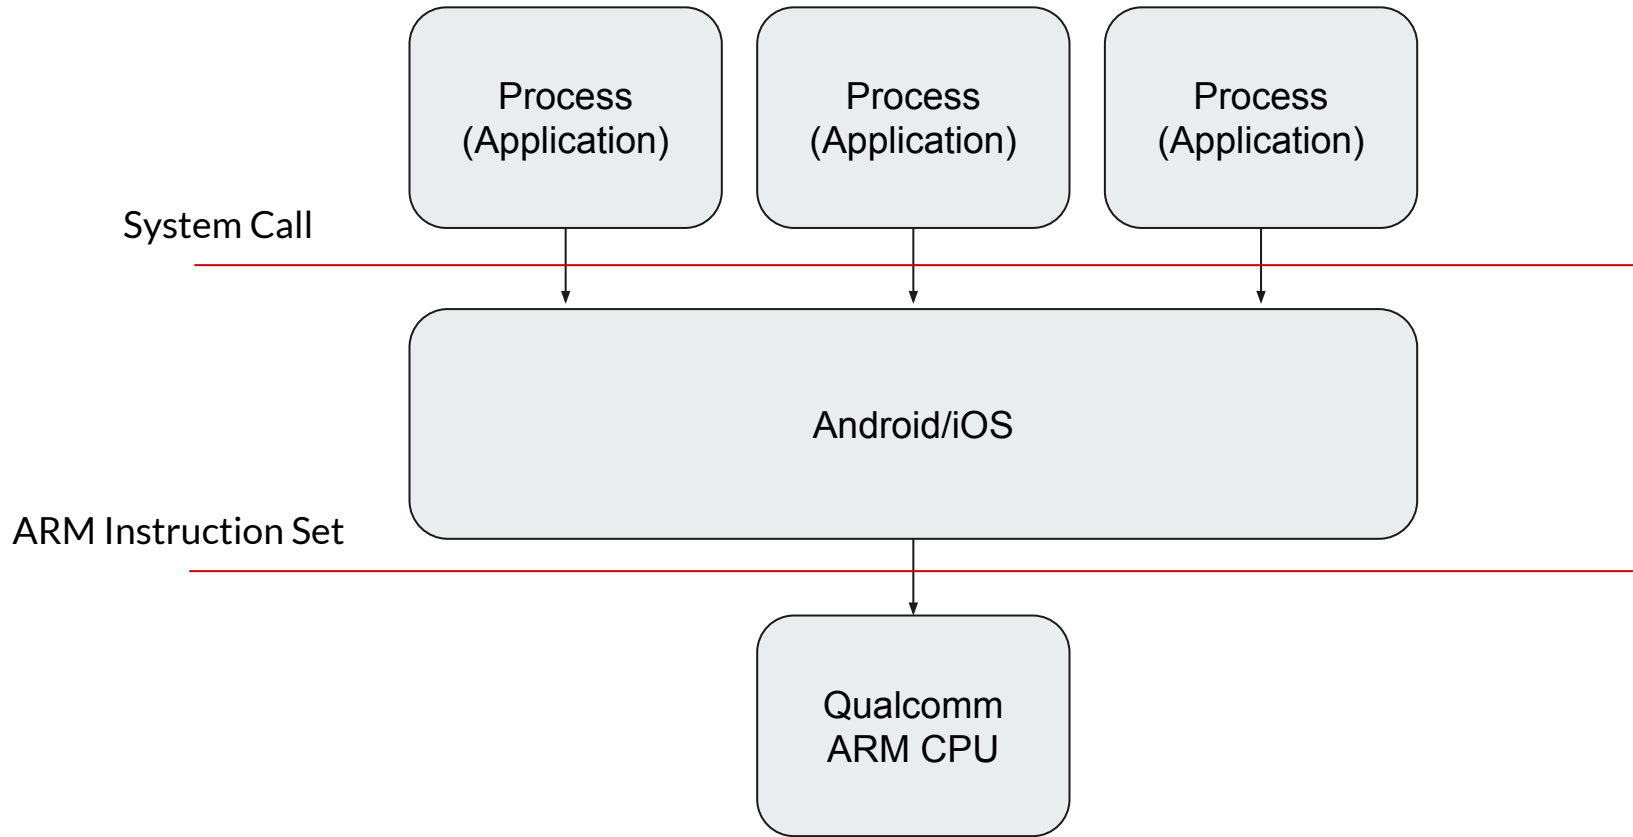 Process
(Application)
Process
(Application)
Process
(Application)
System Call
Android/iOS
ARM Instruction Set
Qualcomm
ARM CPU